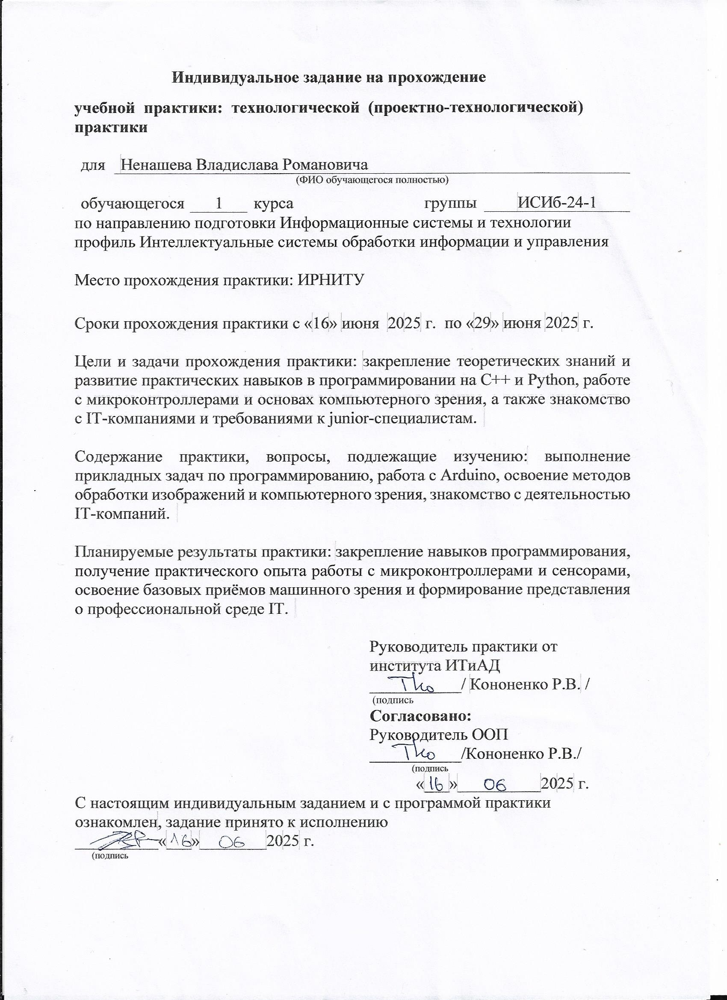 Индивидуальное задание на прохождение
учебной практики: технологической (проектно-технологической)
практики
для Ненашева Владислава Романовича
(ФИО обучающегося полностью)
обучающегося 1 курса группы ИСИб-24-1
по направлению подготовки Информационные системы и технологии
профиль Интеллектуальные системы обработки информации и управления
Место прохождения практики: ИРНИТУ
Сроки прохождения практики с «16» июня 2025 г. по «29» июня 2025 г.
Цели и задачи прохождения практики: закрепление теоретических знаний и
развитие практических навыков в программировании на C++ и Python, работе
с микроконтроллерами и основах компьютерного зрения, а также знакомство
с IT-компаниями и требованиями к junior-специалистам.
Содержание практики, вопросы, подлежащие изучению: выполнение
прикладных задач по программированию, работа с Arduino, освоение методов
обработки изображений и компьютерного зрения, знакомство с деятельностью
IT-компаний.
Планируемые результаты практики: закрепление навыков программирования,
получение практического опыта работы с микроконтроллерами и сенсорами,
освоение базовых приёмов машинного зрения и формирование представления
о профессиональной среде IT.
Руководитель практики от
института ИТиАД
/ Кононенко Р.В. /
(подпись
Согласовано:
Руководитель ООП
/Кононенко Р.В./
(подпись
«16» 06 2025 г.
С настоящим индивидуальным заданием и с программой практики
ознакомлен, задание принято к исполнению
«16» 06 2025 г.
(подпись